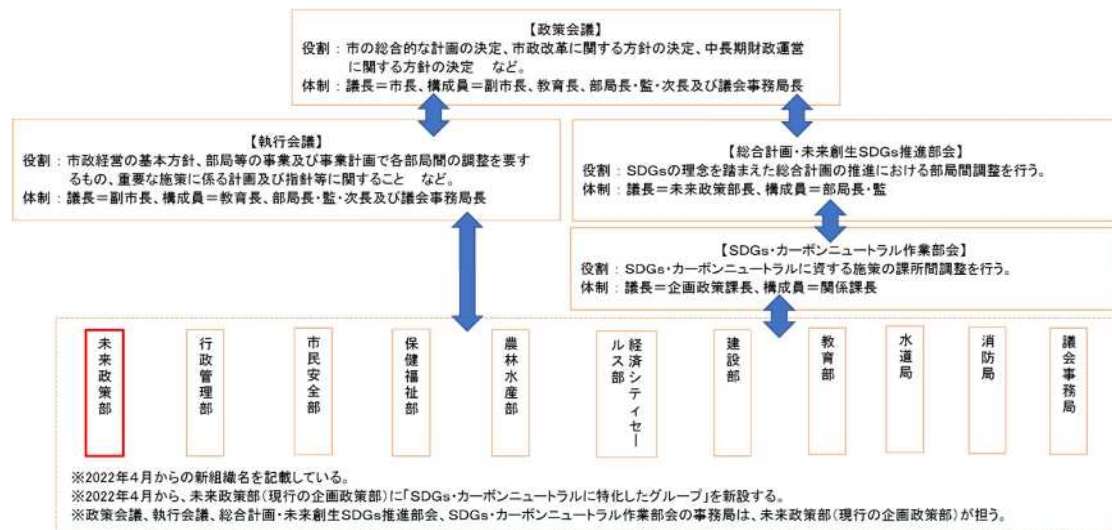 【政策会議】
役割：市の総合的な計画の決定、市政改革に関する方針の決定、中長期財政運営
に関する方針の決定　など。
体制：議長＝市長、構成員＝副市長、教育長、部局長・監・次長及び議会事務局長
【執行会議】
役割：市政経営の基本方針、部局等の事業及び事業計画で各部局間の調整を要す
るもの、重要な施策に係る計画及び指針等に関すること　など。
体制：議長＝副市長、構成員＝教育長、部局長・監・次長及び議会事務局長
【総合計画・未来創生SDGs推進部会】
役割：SDGsの理念を踏まえた総合計画の推進における部局間調整を行う。
体制：議長＝未来政策部長、構成員＝部局長・監
【SDGs・カーボンニュートラル作業部会】
役割：SDGs・カーボンニュートラルに資する施策の課所間調整を行う。
体制：議長＝企画政策課長、構成員＝関係課長
未来政策部
行政管理部
市民安全部
保健福祉部
農林水産部
経済シティセー
ルス部
建設部
教育部
水道局
消防局
議会事務局
※2022年4月からの新組織名を記載している。
※2022年4月から、未来政策部（現行の企画政策部）に「SDGs・カーボンニュートラルに特化したグループ」を新設する。
※政策会議、執行会議、総合計画・未来創生SDGs推進部会、SDGs・カーボンニュートラル作業部会の事務局は、未来政策部（現行の企画政策部）が担う。